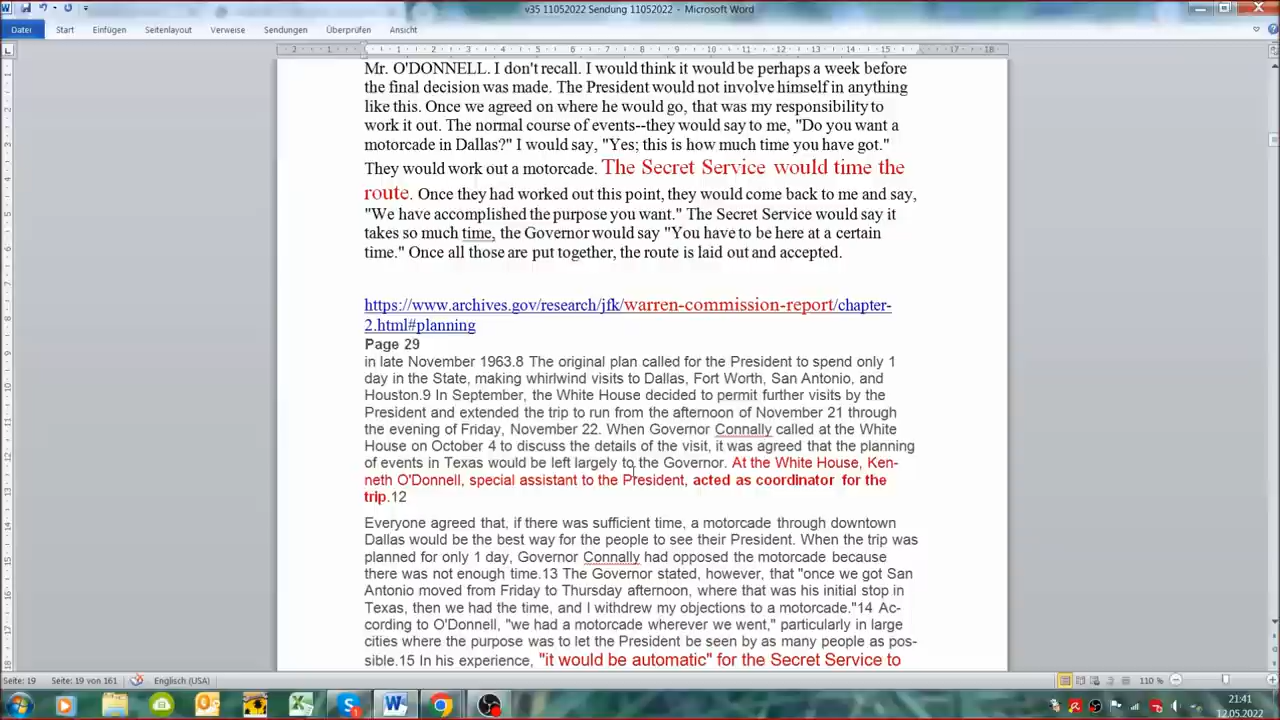 v35 11052022 Sendung 11052022 - Microsoft Word
Datei Start Einfügen Seitenlayout Verweise Sendungen Überprüfen Ansicht
2 1 1 2 3 4 5 6 7 8 9 10 11 12 13 14 15 16 17 18
Mr. O'DONNELL. I don't recall. I would think it would be perhaps a week before
the final decision was made. The President would not involve himself in anything
like this. Once we agreed on where he would go, that was my responsibility to
work it out. The normal course of events--they would say to me, "Do you want a
motorcade in Dallas?" I would say, "Yes; this is how much time you have got."
They would work out a motorcade. The Secret Service would time the
route. Once they had worked out this point, they would come back to me and say,
"We have accomplished the purpose you want." The Secret Service would say it
takes so much time, the Governor would say "You have to be here at a certain
time." Once all those are put together, the route is laid out and accepted.
https://www.archives.gov/research/jfk/warren-commission-report/chapter-
2.html#planning
Page 29
in late November 1963.8 The original plan called for the President to spend only 1
day in the State, making whirlwind visits to Dallas, Fort Worth, San Antonio, and
Houston.9 In September, the White House decided to permit further visits by the
President and extended the trip to run from the afternoon of November 21 through
the evening of Friday, November 22. When Governor Connally called at the White
House on October 4 to discuss the details of the visit, it was agreed that the planning
of events in Texas would be left largely to the Governor. At the White House, Ken-
neth O'Donnell, special assistant to the President, acted as coordinator for the
trip.12
Everyone agreed that, if there was sufficient time, a motorcade through downtown
Dallas would be the best way for the people to see their President. When the trip was
planned for only 1 day, Governor Connally had opposed the motorcade because
there was not enough time.13 The Governor stated, however, that "once we got San
Antonio moved from Friday to Thursday afternoon, where that was his initial stop in
Texas, then we had the time, and I withdrew my objections to a motorcade."14 Ac-
cording to O'Donnell, "we had a motorcade wherever we went," particularly in large
cities where the purpose was to let the President be seen by as many people as pos-
sible.15 In his experience, "it would be automatic" for the Secret Service to
Seite: 19 Seite: 19 von 161 Englisch (USA) 110 %
21:41
12.05.2022